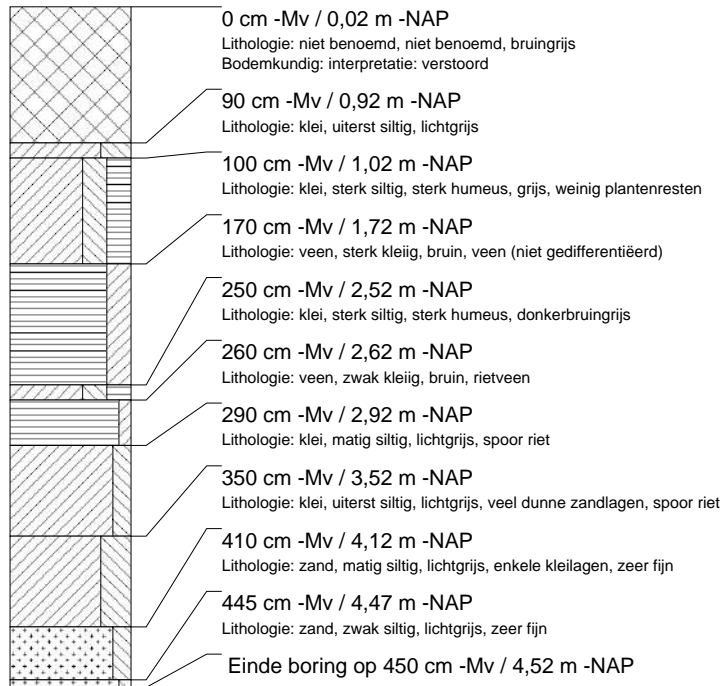 0 cm -Mv / 0,02 m -NAP
Lithologie: niet benoemd, niet benoemd, bruingrijs
Bodemkundig: interpretatie: verstoord
90 cm -Mv / 0,92 m -NAP
Lithologie: klei, uiterst siltig, lichtgrijs
100 cm -Mv / 1,02 m -NAP
Lithologie: klei, sterk siltig, sterk humeus, grijs, weinig plantenresten
170 cm -Mv / 1,72 m -NAP
Lithologie: veen, sterk kleiig, bruin, veen (niet gedifferentiëerd)
250 cm -Mv / 2,52 m -NAP
Lithologie: klei, sterk siltig, sterk humeus, donkerbruingrijs
260 cm -Mv / 2,62 m -NAP
Lithologie: veen, zwak kleiig, bruin, rietveen
290 cm -Mv / 2,92 m -NAP
Lithologie: klei, matig siltig, lichtgrijs, spoor riet
350 cm -Mv / 3,52 m -NAP
Lithologie: klei, uiterst siltig, lichtgrijs, veel dunne zandlagen, spoor riet
410 cm -Mv / 4,12 m -NAP
Lithologie: zand, matig siltig, lichtgrijs, enkele kleilagen, zeer fijn
445 cm -Mv / 4,47 m -NAP
Lithologie: zand, zwak siltig, lichtgrijs, zeer fijn
Einde boring op 450 cm -Mv / 4,52 m -NAP